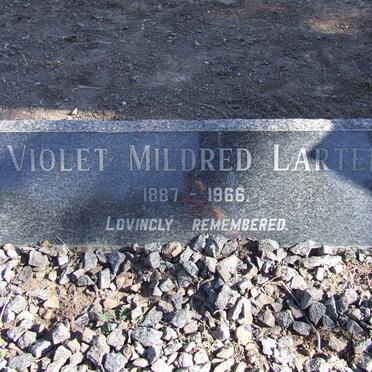 VIOLET MILDRED LARTE
1887 - 1966.
LOVINGLY REMEMBERED.